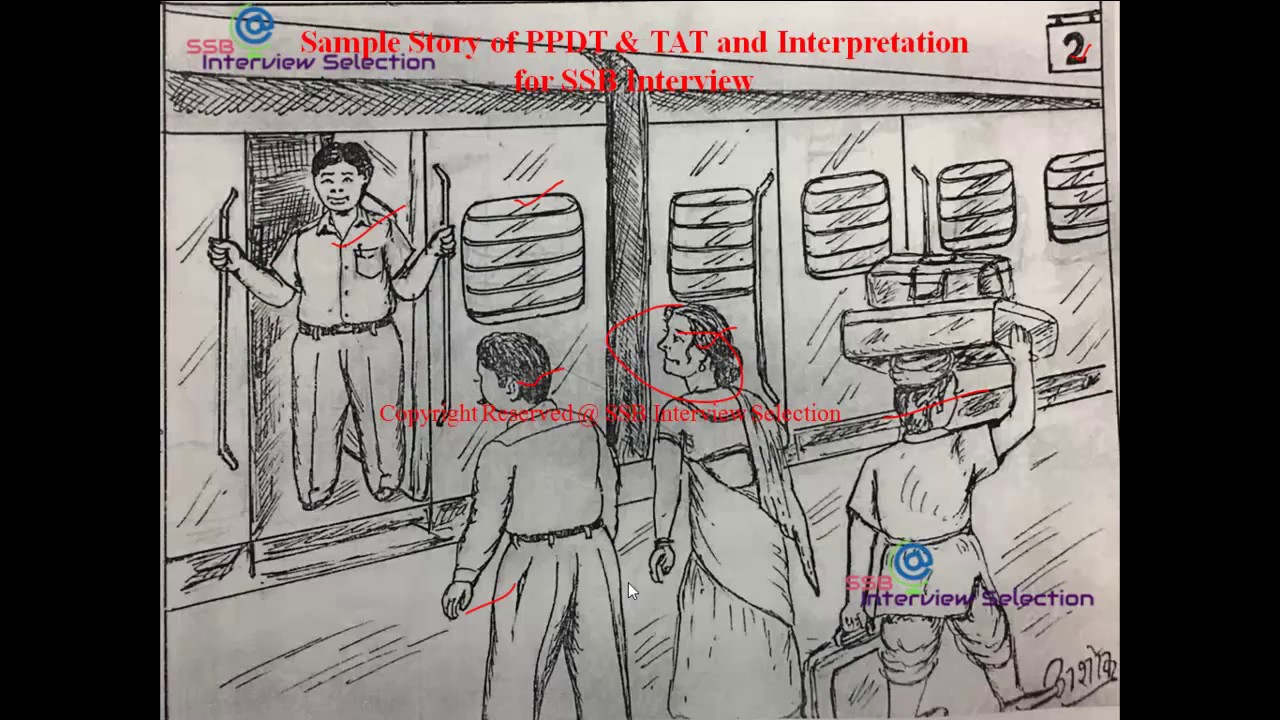 SSB
Interview Selection
Sample Story of PPDT & TAT and Interpretation
for SSB Interview
2
Copyright Reserved @ SSB Interview Selection
SSB
Interview Selection
अशोक